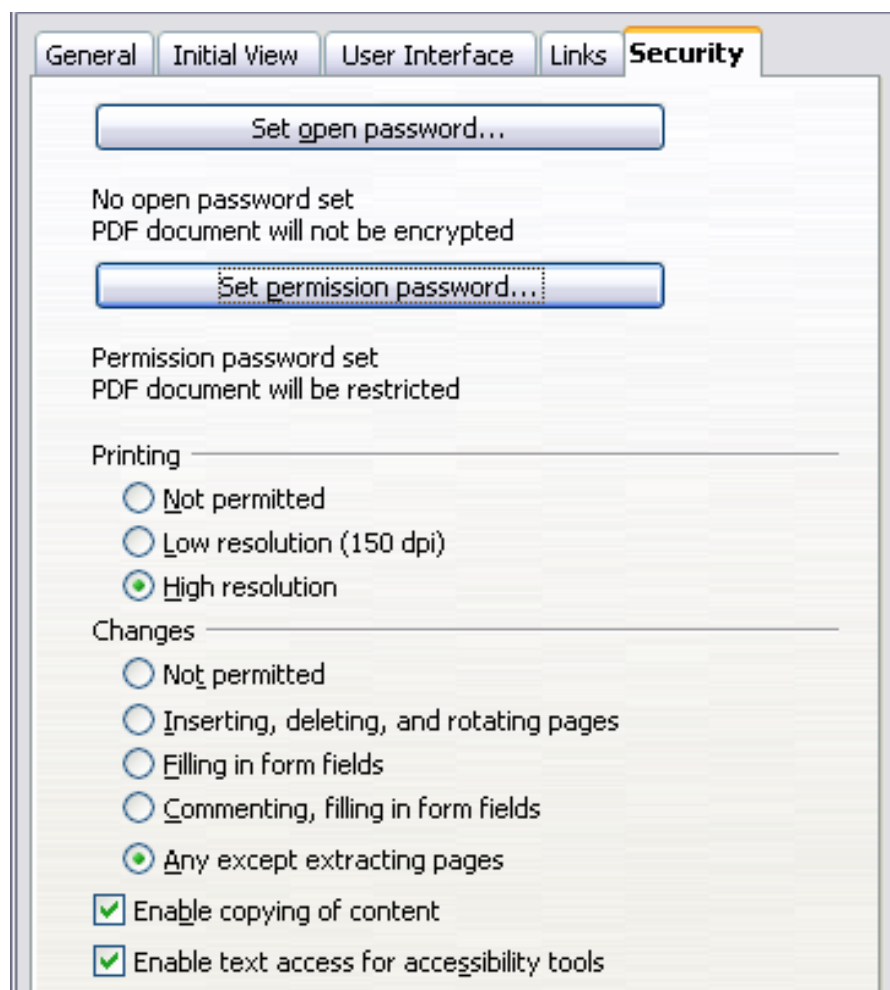 General Initial View User Interface Links Security
Set open password...
No open password set
PDF document will not be encrypted
Set permission password...
Permission password set
PDF document will be restricted
Printing
Not permitted
Low resolution (150 dpi)
High resolution
Changes
Not permitted
Inserting, deleting, and rotating pages
Filling in form fields
Commenting, filling in form fields
Any except extracting pages
Enable copying of content
Enable text access for accessibility tools